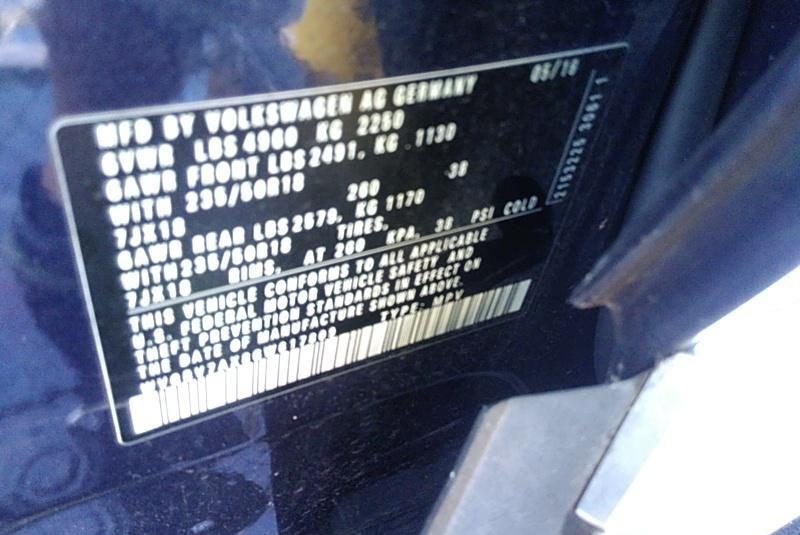 MFD BY VOLKSWAGEN AG GERMANY 05/10
GVWR LBS 4960 KG 2250
GAWR FRONT LBS 2491, KG 1130
WITH 235/50R18 260 38
7JX18
GAWR REAR LBS 2579, KG 1170
WITH 235/50R18 TIRES,
7JX18 RIMS, AT 260 KPA, 38 PSI COLD
THIS VEHICLE CONFORMS TO ALL APPLICABLE
U.S. FEDERAL MOTOR VEHICLE SAFETY AND
THEFT PREVENTION STANDARDS IN EFFECT ON
THE DATE OF MANUFACTURE SHOWN ABOVE.
TYPE: MPV